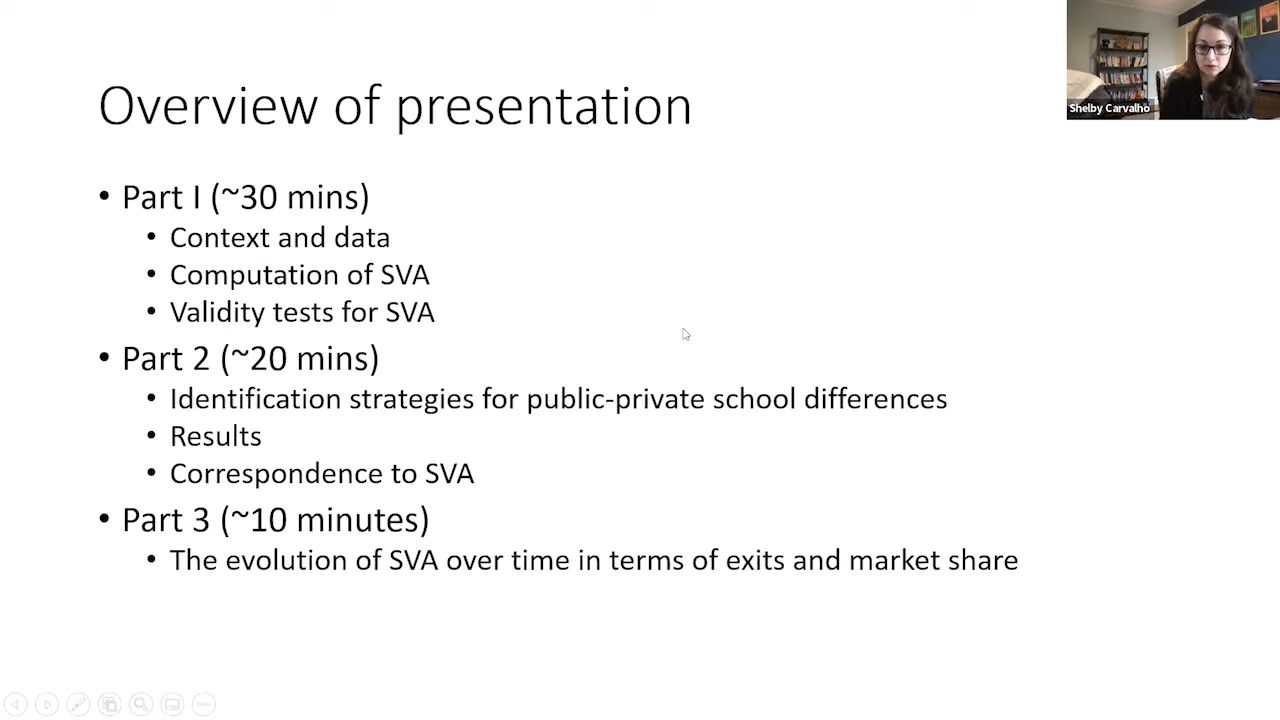 Overview of presentation
• Part I (~30 mins)
• Context and data
• Computation of SVA
• Validity tests for SVA
• Part 2 (~20 mins)
• Identification strategies for public-private school differences
• Results
• Correspondence to SVA
• Part 3 (~10 minutes)
• The evolution of SVA over time in terms of exits and market share
Shelby Carvalho